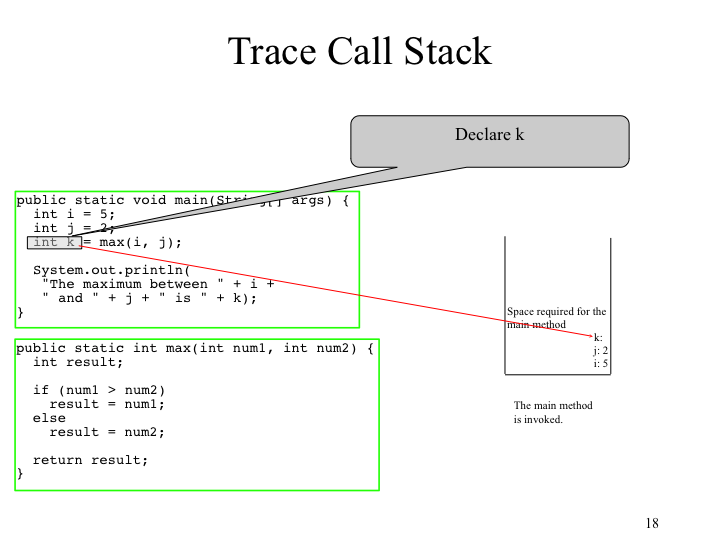 Trace Call Stack
Declare k
public static void main(String[] args) {
int i = 5;
int j = 2;
int k = max(i, j);
System.out.println(
"The maximum between " + i +
" and " + j + " is " + k);
}
public static int max(int num1, int num2) {
int result;
if (num1 > num2)
result = num1;
else
result = num2;
return result;
}
Space required for the
main method
k:
j: 2
i: 5
The main method
is invoked.
18